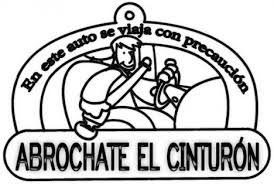 En este auto se viaja con precaución
ABROCHATE EL CINTURÓN